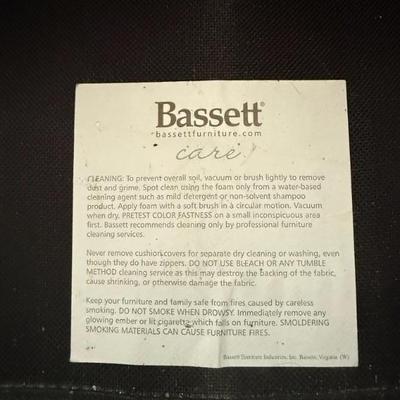 Bassett®
bassettfurniture.com
care
CLEANING: To prevent overall soil, vacuum or brush lightly to remove
dust and grime. Spot clean using the foam only from a water-based
cleaning agent such as mild detergent or non-solvent shampoo
product. Apply foam with a soft brush in a circular motion. Vacuum
when dry. PRETEST COLOR FASTNESS on a small inconspicuous area
first. Bassett recommends cleaning only by professional furniture
cleaning services.
Never remove cushion covers for separate dry cleaning or washing, even
though they do have zippers. DO NOT USE BLEACH OR ANY TUMBLE
METHOD cleaning service as this may destroy the backing of the fabric,
cause shrinking, or otherwise damage the fabric.
Keep your furniture and family safe from fires caused by careless
smoking. DO NOT SMOKE WHEN DROWSY. Immediately remove any
glowing ember or lit cigarette which falls on furniture. SMOLDERING
SMOKING MATERIALS CAN CAUSE FURNITURE FIRES.
Bassett Furniture Industries, Inc. Bassett, Virginia (W)